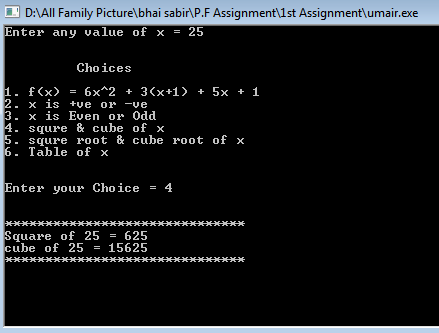 D:\All Family Picture\bhai sabir\P.F Assignment\1st Assignment\umair.exe
Enter any value of x = 25
Choices
1. f(x) = 6x^2 + 3(x+1) + 5x + 1
2. x is +ve or -ve
3. x is Even or Odd
4. squre & cube of x
5. squre root & cube root of x
6. Table of x
Enter your Choice = 4
******************************
Square of 25 = 625
cube of 25 = 15625
******************************